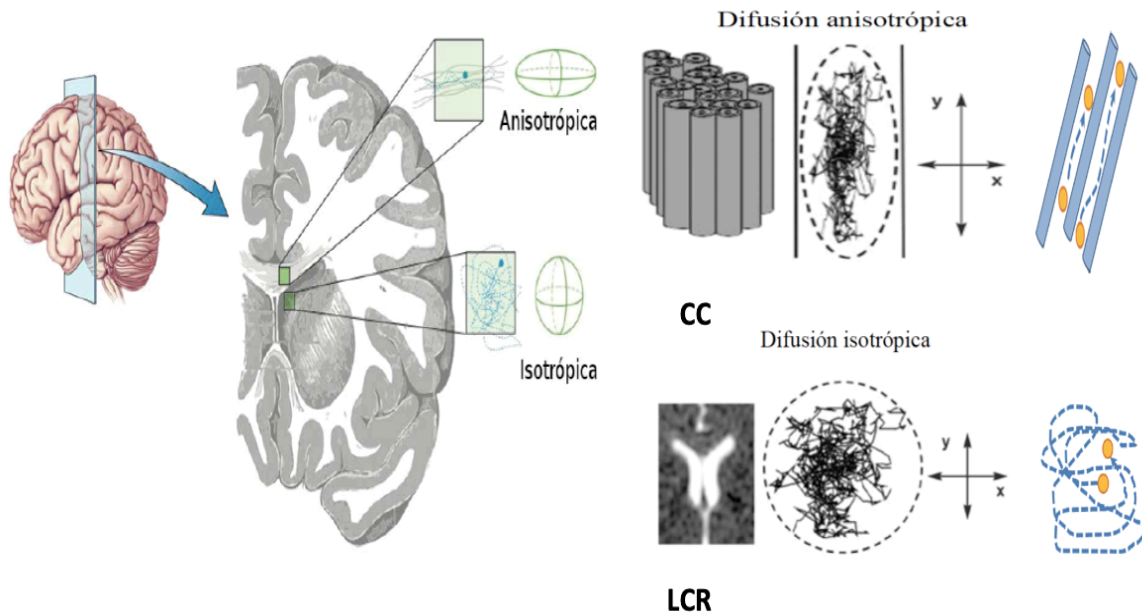 Anisotrópica
Isotrópica
Difusión anisotrópica
y
x
CC
Difusión isotrópica
y
x
LCR